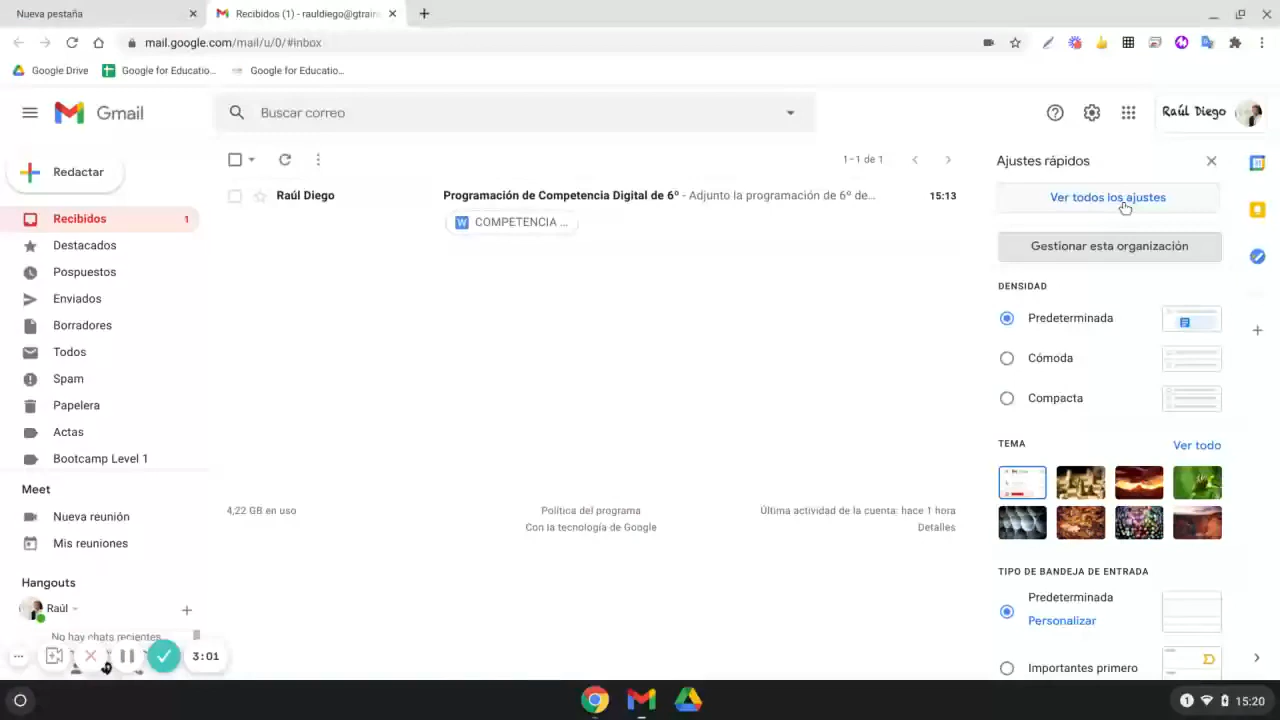 Nueva pestaña
Recibidos (1) - rauldiego@gtrain
mail.google.com/mail/u/0/#inbox
Google Drive
Google for Educatio...
Google for Educatio...
Gmail
Buscar correo
Raúl Diego
Redactar
1–1 de 1
Ajustes rápidos
Raúl Diego
Programación de Competencia Digital de 6º - Adjunto la programación de 6º de...
15:13
W COMPETENCIA ...
Ver todos los ajustes
Gestionar esta organización
Recibidos
1
Destacados
Pospuestos
Enviados
Borradores
Todos
Spam
Papelera
Actas
Bootcamp Level 1
DENSIDAD
Predeterminada
Cómoda
Compacta
TEMA
Ver todo
Meet
Nueva reunión
Mis reuniones
4,22 GB en uso
Política del programa
Con la tecnología de Google
Última actividad de la cuenta: hace 1 hora
Detalles
TIPO DE BANDEJA DE ENTRADA
Predeterminada
Personalizar
Importantes primero
Hangouts
Raúl
No hay chats recientes
3:01
1
15:20